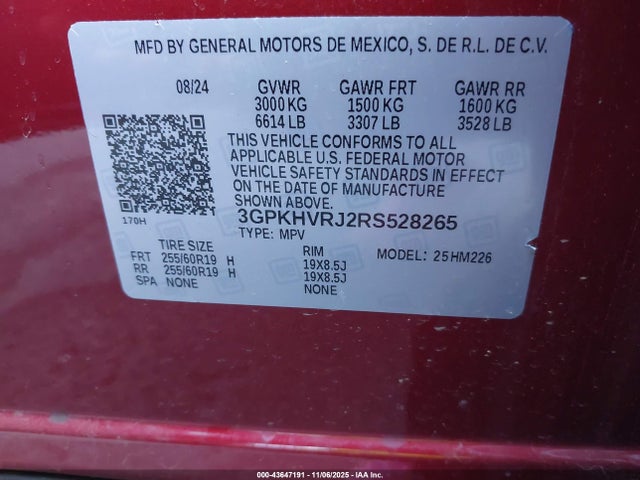 MFD BY GENERAL MOTORS DE MEXICO, S. DE R.L. DE C.V.
08/24 GVWR GAWR FRT GAWR RR
3000 KG 1500 KG 1600 KG
6614 LB 3307 LB 3528 LB
THIS VEHICLE CONFORMS TO ALL
APPLICABLE U.S. FEDERAL MOTOR
VEHICLE SAFETY STANDARDS IN EFFECT
ON THE DATE OF MANUFACTURE
SHOWN ABOVE.
170H 3GPKHVRJ2RS528265
TYPE: MPV
TIRE SIZE RIM MODEL: 25HM226
FRT 255/60R19 H 19X8.5J
RR 255/60R19 H 19X8.5J
SPA NONE NONE
000-43647191 - 11/06/2025 - IAA Inc.